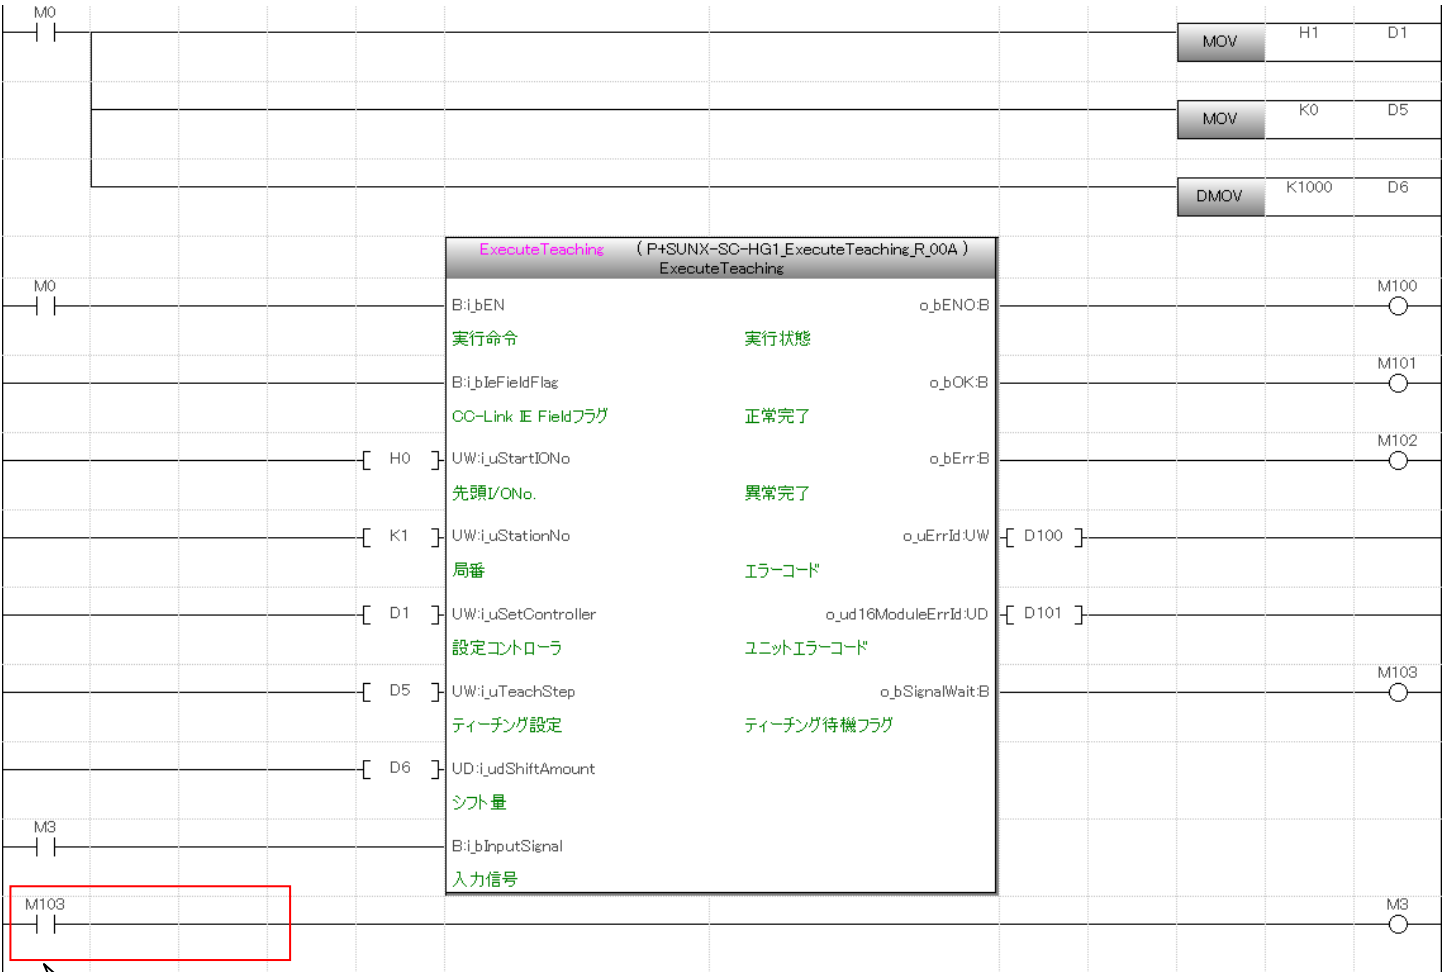 M0
MOV H1 D1
MOV K0 D5
DMOV K1000 D6
ExecuteTeaching (P+SUNX-SC-HG1_ExecuteTeaching_R_00A)
ExecuteTeaching
M0 B:i_bEN o_bENO:B M100
実行命令 実行状態
B:i_bIeFieldFlag o_bOK:B M101
CC-Link IE Fieldフラグ 正常完了
H0 UW:i_uStartIONo o_bErr:B M102
先頭I/ONo. 異常完了
K1 UW:i_uStationNo o_uErrId:UW D100
局番 エラーコード
D1 UW:i_uSetController o_ud16ModuleErrId:UD D101
設定コントローラ ユニットエラーコード
D5 UW:i_uTeachStep o_bSignalWait:B M103
ティーチング設定 ティーチング待機フラグ
D6 UD:i_udShiftAmount
シフト量
M3 B:i_bInputSignal
入力信号
M103 M3